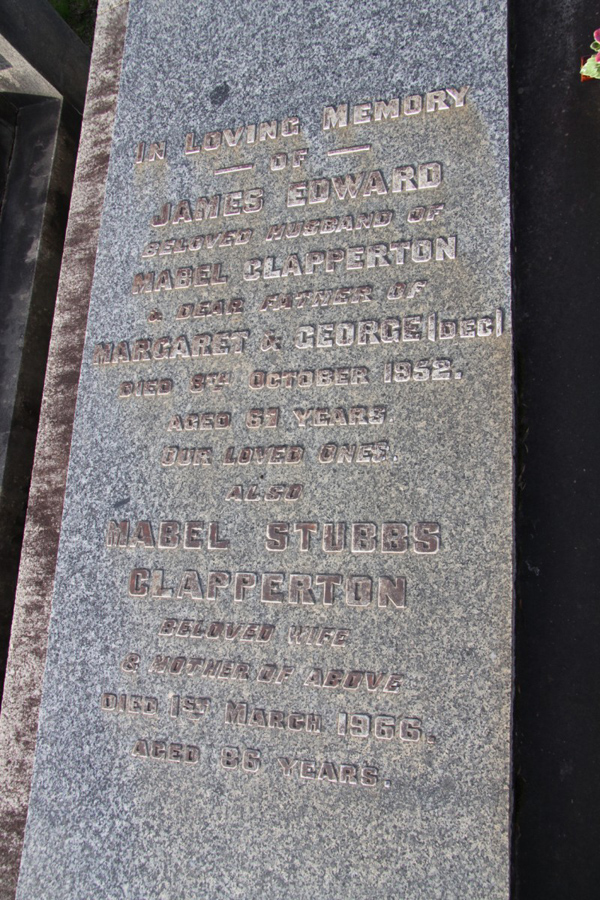 IN LOVING MEMORY
— OF —
JAMES EDWARD
BELOVED HUSBAND OF
MABEL CLAPPERTON
& DEAR FATHER OF
MARGARET & GEORGE (DEC)
DIED 8TH OCTOBER 1952.
AGED YEARS.
OUR LOVED ONES.
ALSO
MABEL STUBBS
CLAPPERTON
BELOVED WIFE
& MOTHER OF ABOVE
DIED 1ST MARCH 1966.
AGED 86 YEARS.